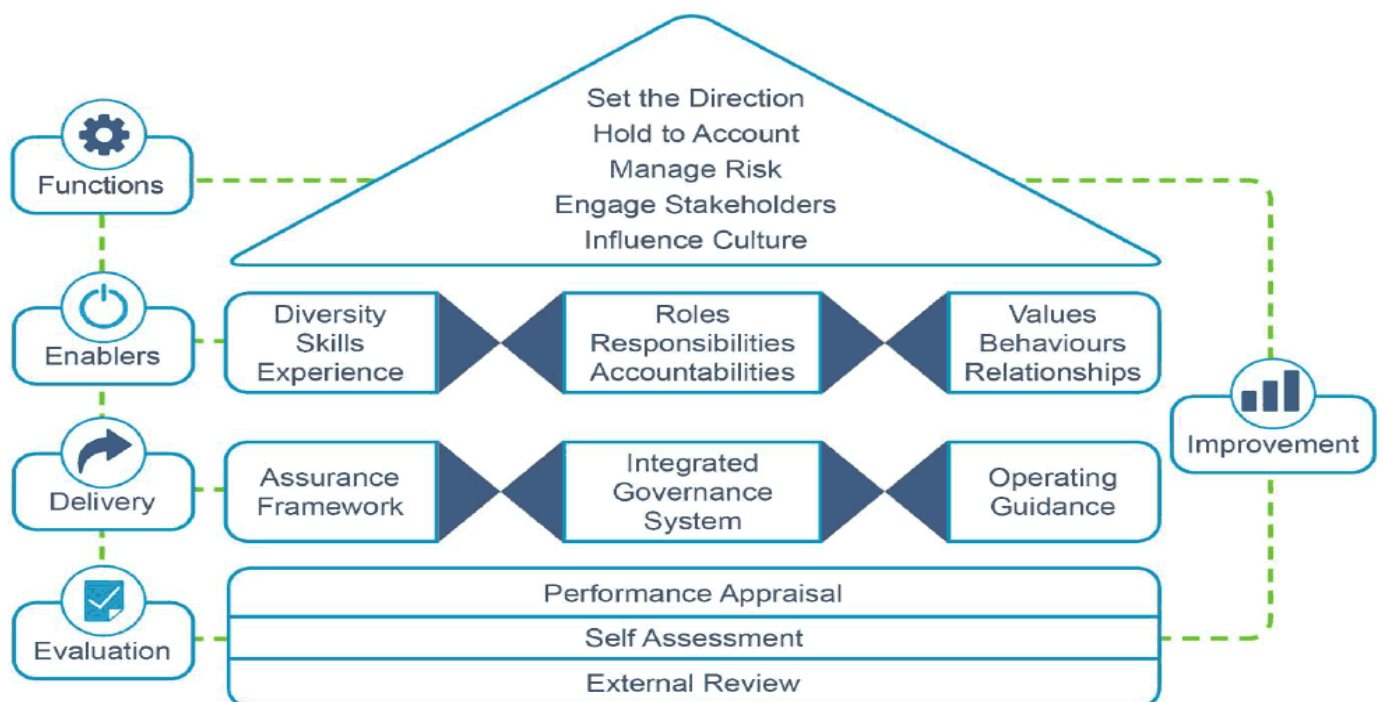 Set the Direction
Hold to Account
Manage Risk
Engage Stakeholders
Influence Culture
Functions
Enablers
Diversity
Skills
Experience
Roles
Responsibilities
Accountabilities
Values
Behaviours
Relationships
Improvement
Delivery
Assurance
Framework
Integrated
Governance
System
Operating
Guidance
Evaluation
Performance Appraisal
Self Assessment
External Review